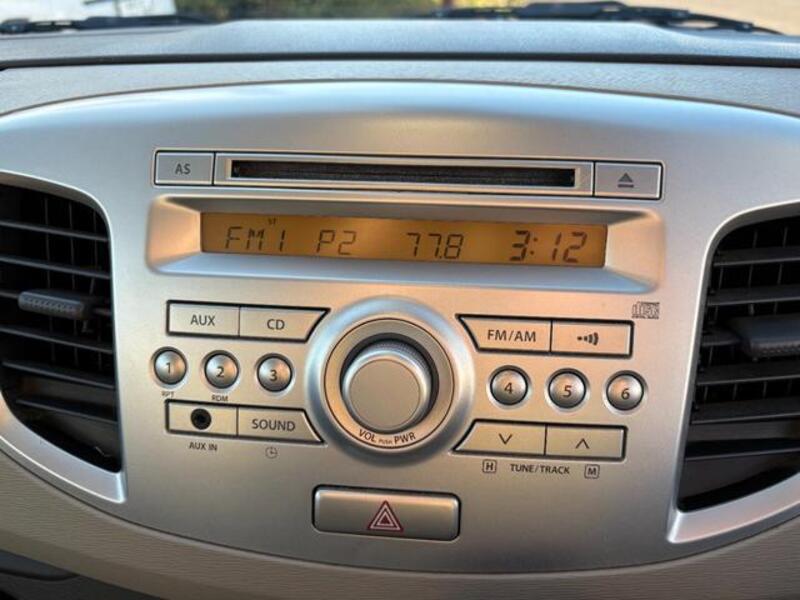 AS
ST
FM1 P2 77.8 3:12
AUX CD
FM/AM
1 2 3
4 5 6
RPT RDM
SOUND
VOL PUSH PWR
AUX IN
H TUNE/TRACK M